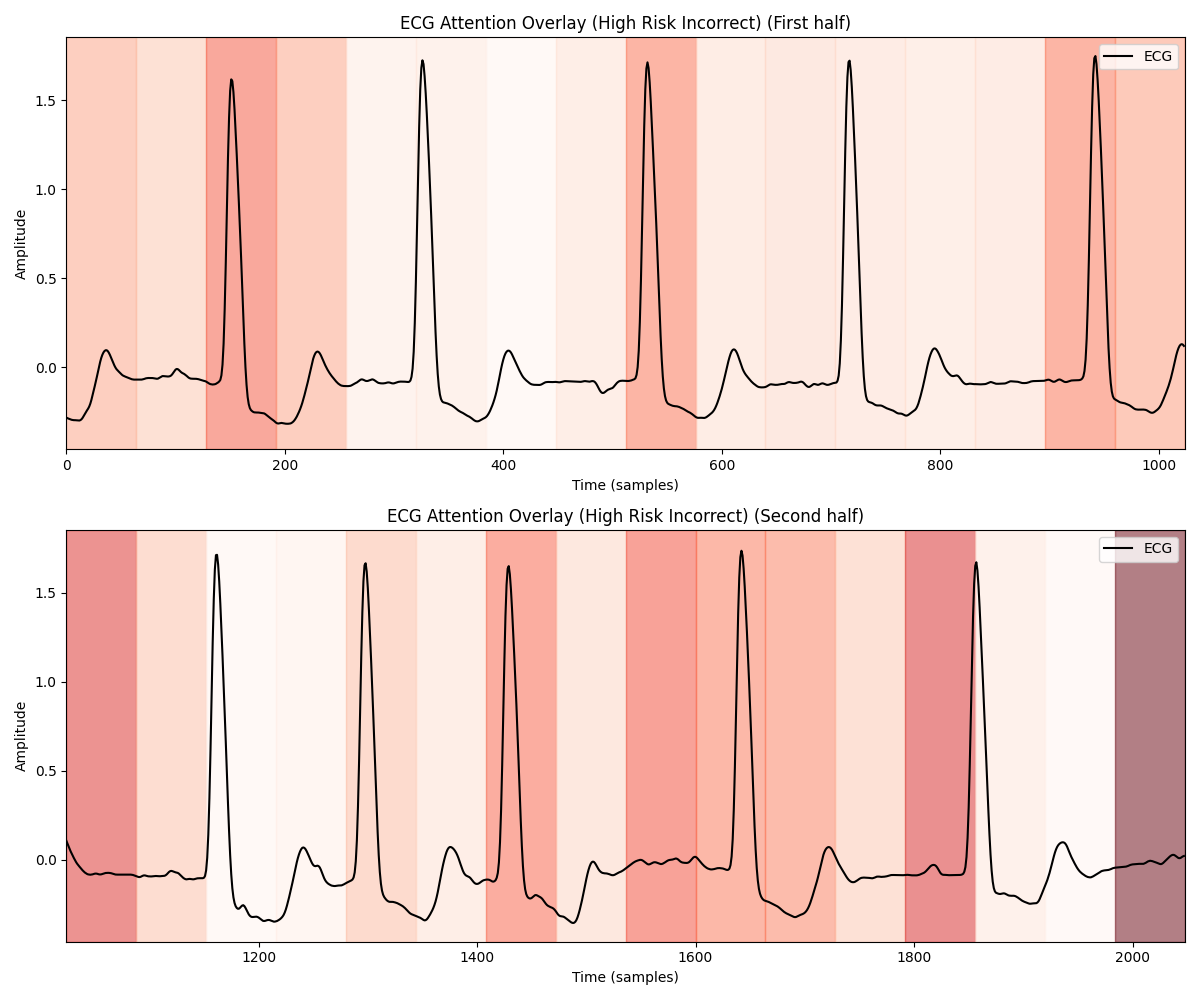 ECG Attention Overlay (High Risk Incorrect) (First half)
ECG
Amplitude
1.5
1.0
0.5
0.0
0 200 400 600 800 1000
Time (samples)
ECG Attention Overlay (High Risk Incorrect) (Second half)
ECG
Amplitude
1.5
1.0
0.5
0.0
1200 1400 1600 1800 2000
Time (samples)